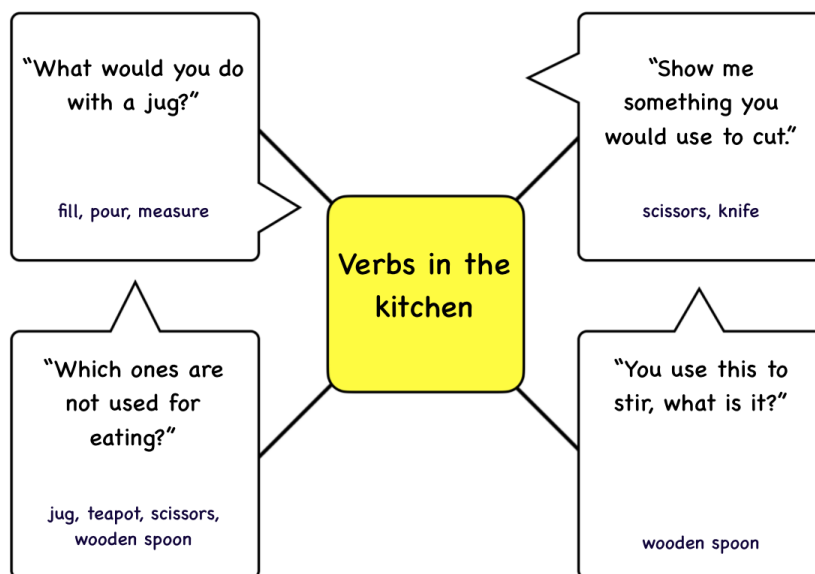 “What would you do
with a jug?”
fill, pour, measure
“Show me
something you
would use to cut.”
scissors, knife
Verbs in the
kitchen
“Which ones are
not used for
eating?”
jug, teapot, scissors,
wooden spoon
“You use this to
stir, what is it?”
wooden spoon